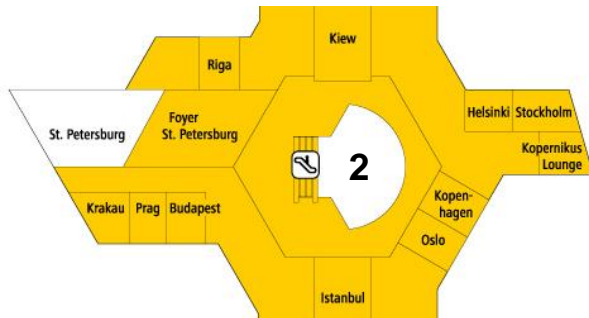 Kiew
Riga
Foyer
St. Petersburg
St. Petersburg
Helsinki
Stockholm
Kopernikus
Lounge
2
Kopen-
hagen
Oslo
Krakau
Prag
Budapest
Istanbul